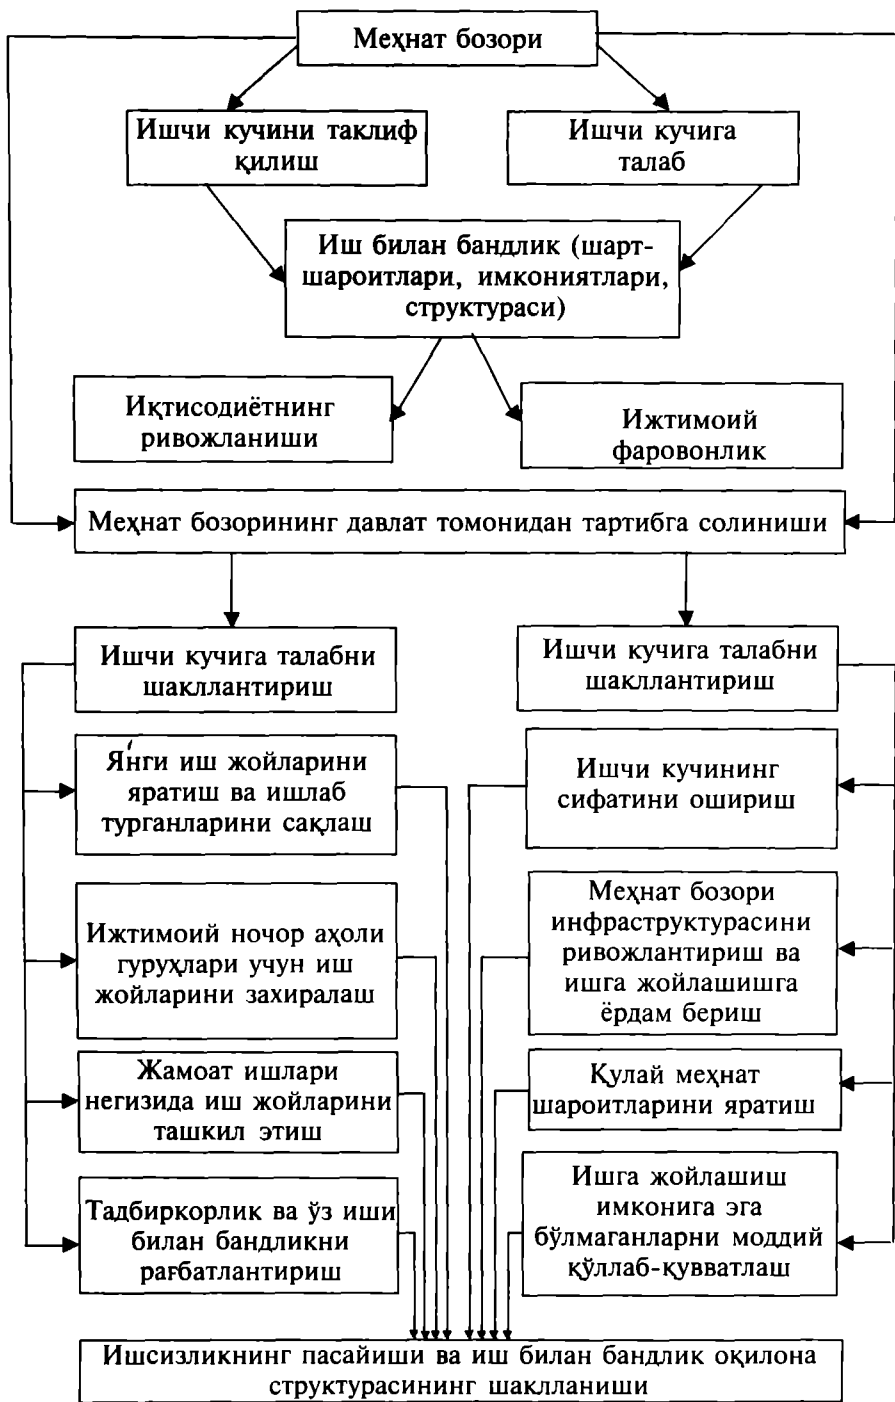 Меҳнат бозори
Ишчи кучини таклиф
қилиш
Ишчи кучига
талаб
Иш билан бандлик (шарт-
шароитлари, имкониятлари,
структураси)
Иқтисодиётнинг
ривожланиши
Ижтимоий
фаровонлик
Меҳнат бозорининг давлат томонидан тартибга солиниши
Ишчи кучига талабни
шакллантириш
Ишчи кучига талабни
шакллантириш
Янги иш жойларини
яратиш ва ишлаб
турганларини сақлаш
Ишчи кучининг
сифатини ошириш
Ижтимоий ночор аҳоли
гуруҳлари учун иш
жойларини захиралаш
Меҳнат бозори
инфраструктурасини
ривожлантириш ва
ишга жойлашишга
ёрдам бериш
Жамоат ишлари
негизида иш жойларини
ташкил этиш
Қулай меҳнат
шароитларини яратиш
Тадбиркорлик ва ўз иши
билан бандликни
рағбатлантириш
Ишга жойлашиш
имконига эга
бўлмаганларни моддий
қўллаб-қувватлаш
Ишсизликнинг пасайиши ва иш билан бандлик оқилона
структурасининг шаклланиши